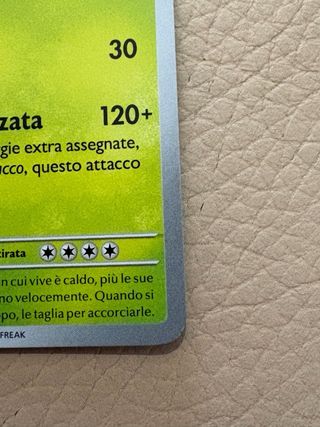 30
zata 120+
gie extra assegnate,
cco, questo attacco
tirata
n cui vive è caldo, più le sue
no velocemente. Quando si
po, le taglia per accorciarle.
FREAK